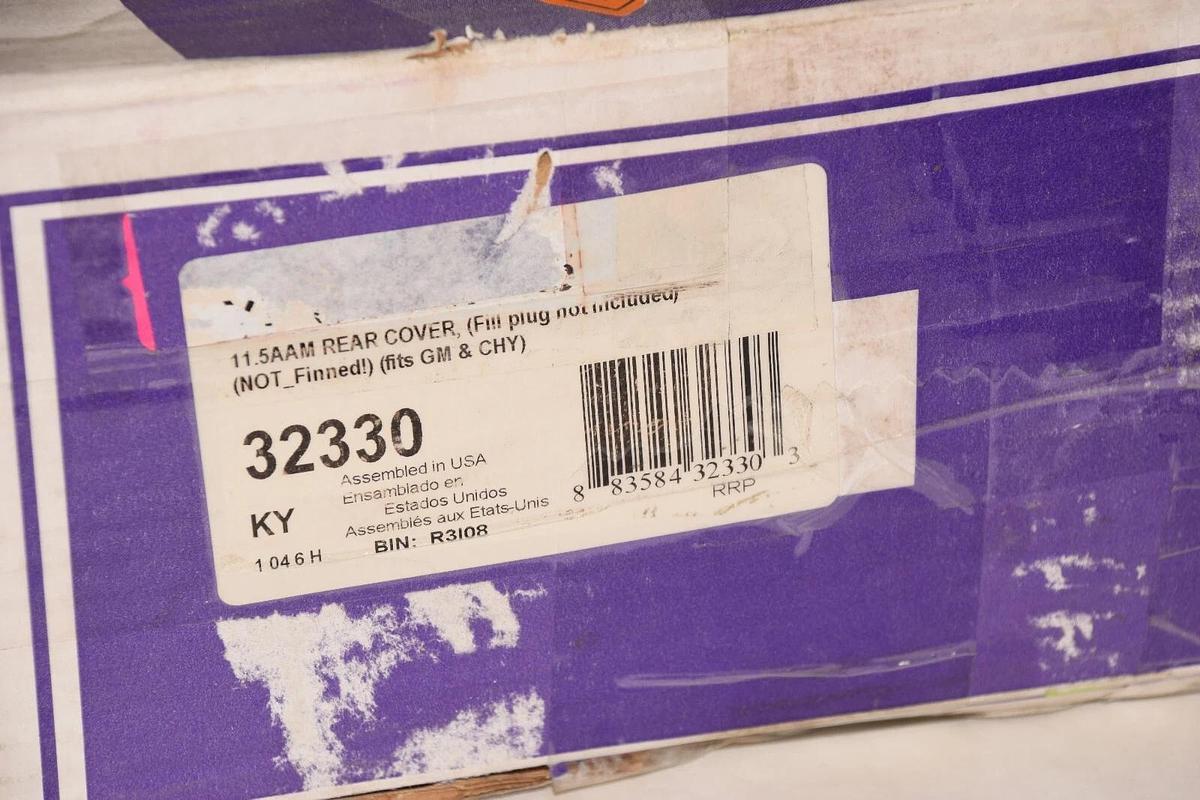 11.5AAM REAR COVER, (Fill plug not included)
(NOT_Finned!) (fits GM & CHY)
32330
Assembled in USA
Ensamblado en
Estados Unidos
Assemblés aux Etats-Unis
KY
1046H
BIN: R3I08
8 83584 32330 3
RRP